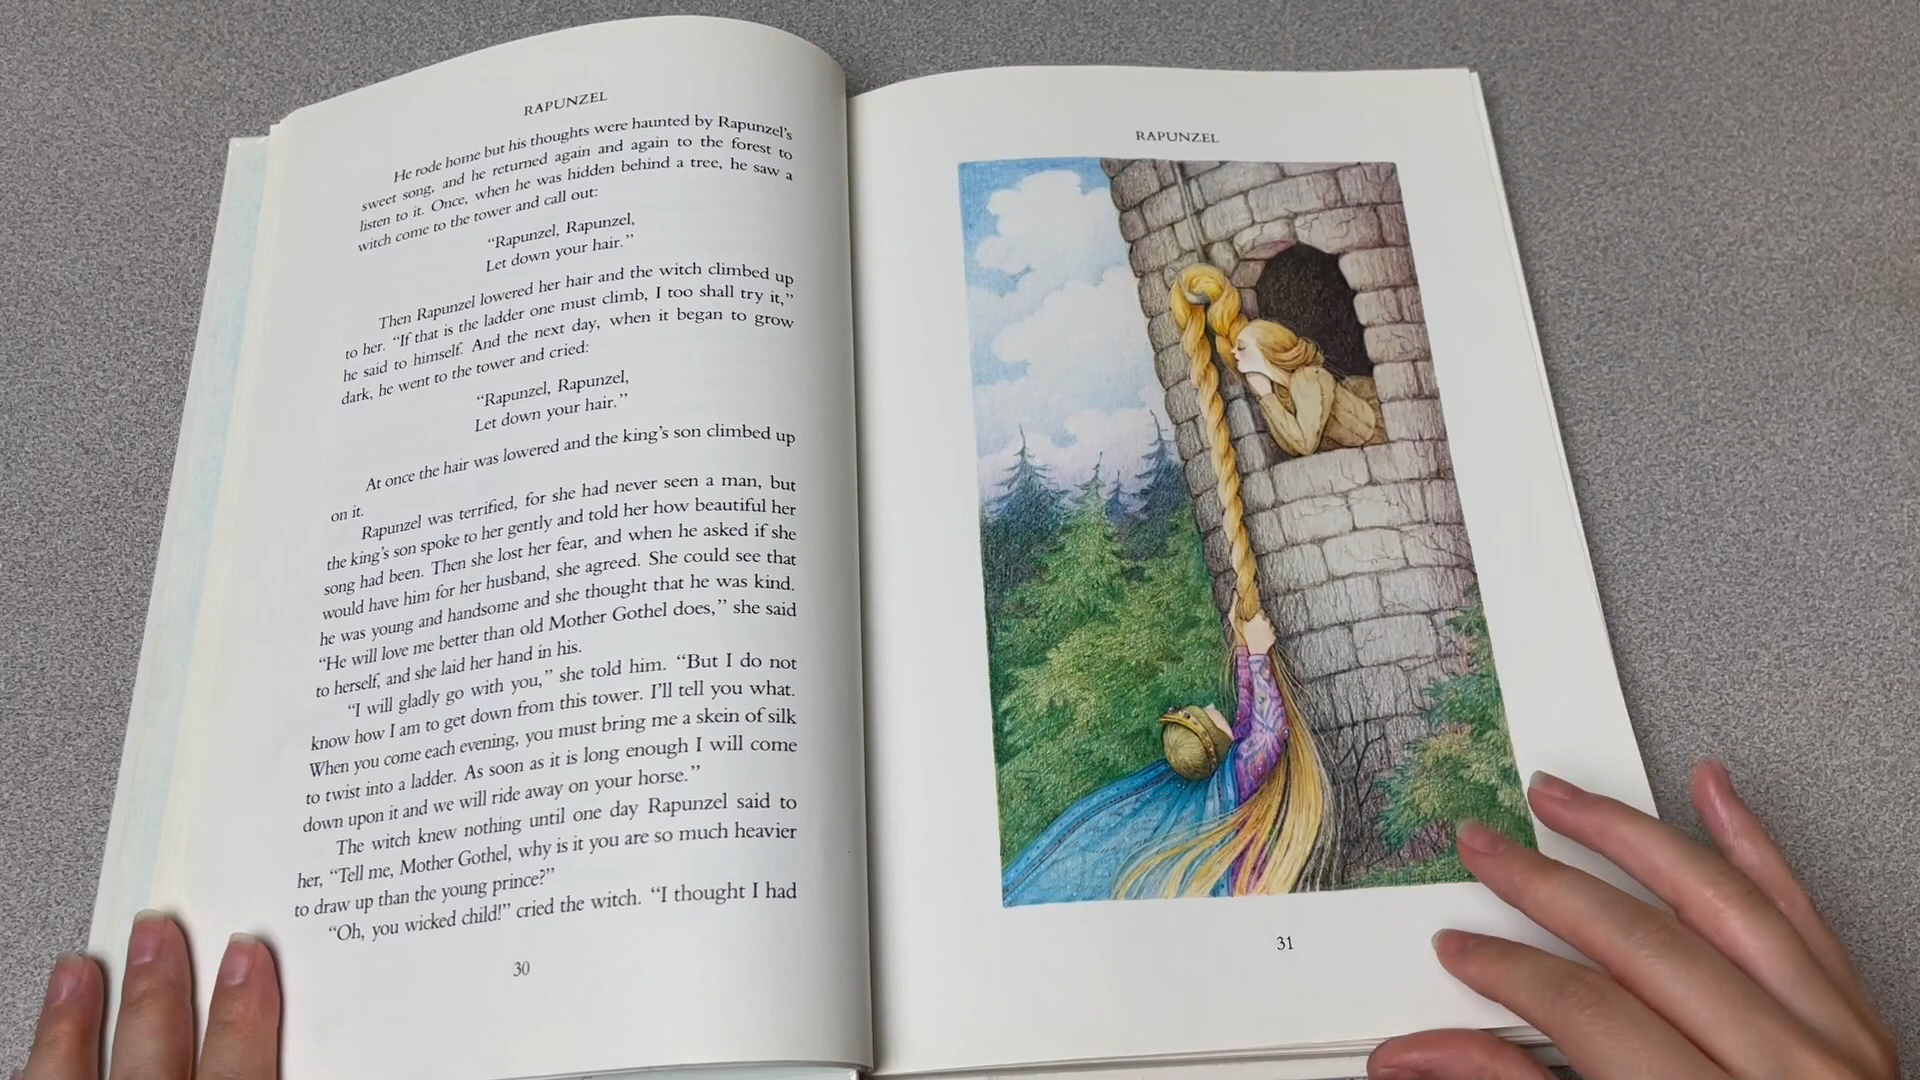 RAPUNZEL
He rode home but his thoughts were haunted by Rapunzel's
sweet song, and he returned again and again to the forest to
listen to it. Once, when he was hidden behind a tree, he saw a
witch come to the tower and call out:
“Rapunzel, Rapunzel,
Let down your hair.”
Then Rapunzel lowered her hair and the witch climbed up
to her. “If that is the ladder one must climb, I too shall try it,”
he said to himself. And the next day, when it began to grow
dark, he went to the tower and cried:
“Rapunzel, Rapunzel,
Let down your hair.”
At once the hair was lowered and the king's son climbed up
on it.
Rapunzel was terrified, for she had never seen a man, but
the king's son spoke to her gently and told her how beautiful her
song had been. Then she lost her fear, and when he asked if she
would have him for her husband, she agreed. She could see that
he was young and handsome and she thought that he was kind.
“He will love me better than old Mother Gothel does,” she said
to herself, and she laid her hand in his.
“I will gladly go with you,” she told him. “But I do not
know how I am to get down from this tower. I'll tell you what.
When you come each evening, you must bring me a skein of silk
to twist into a ladder. As soon as it is long enough I will come
down upon it and we will ride away on your horse.”
The witch knew nothing until one day Rapunzel said to
her, “Tell me, Mother Gothel, why is it you are so much heavier
to draw up than the young prince?”
“Oh, you wicked child!” cried the witch. “I thought I had
30
RAPUNZEL
31